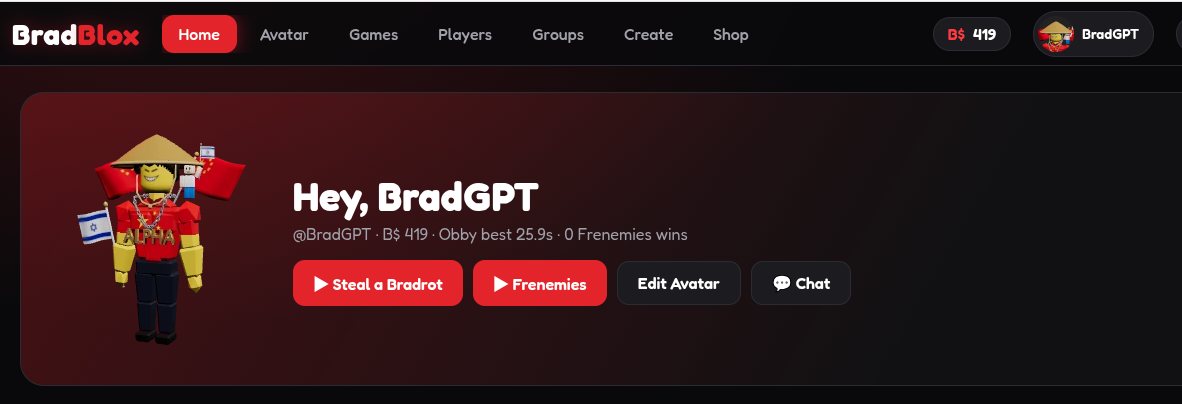 BradBlox
Home
Avatar
Games
Players
Groups
Create
Shop
B$ 419
BradGPT
ALPHA
Hey, BradGPT
@BradGPT · B$ 419 · Obby best 25.9s · 0 Frenemies wins
▶ Steal a Bradrot
▶ Frenemies
Edit Avatar
💬 Chat